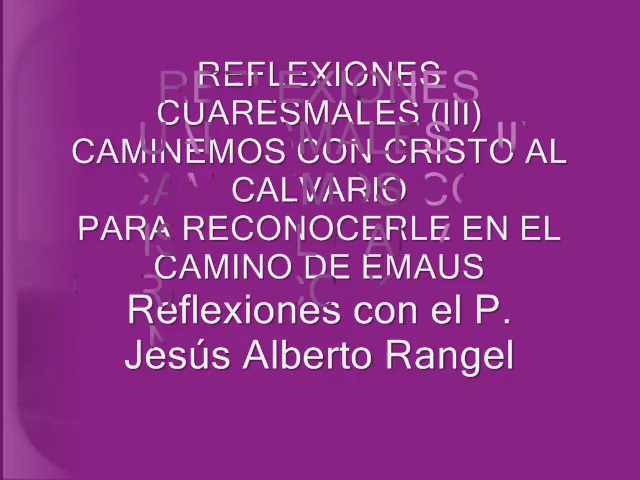 REFLEXIONES
CUARESMALES (III)
CAMINEMOS CON CRISTO AL
CALVARIO
PARA RECONOCERLE EN EL
CAMINO DE EMAUS
Reflexiones con el P.
Jesús Alberto Rangel